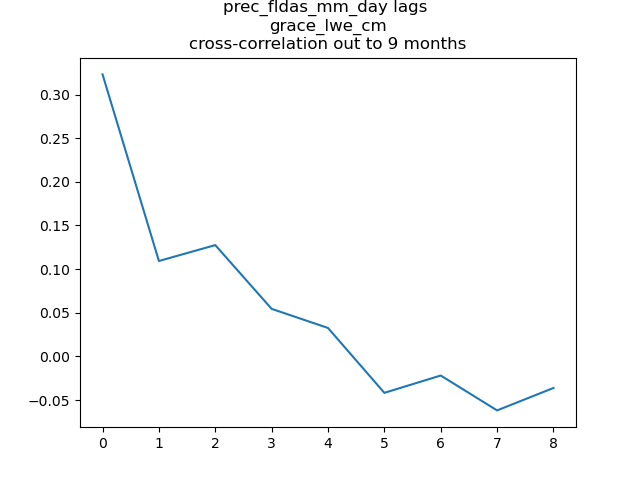 prec_fldas_mm_day lags
grace_lwe_cm
cross-correlation out to 9 months
0.30
0.25
0.20
0.15
0.10
0.05
0.00
−0.05
0 1 2 3 4 5 6 7 8